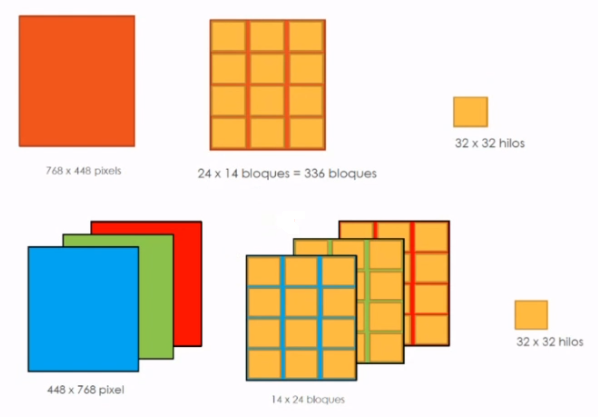 768 x 448 pixels
24 x 14 bloques = 336 bloques
32 x 32 hilos
448 x 768 pixel
14 x 24 bloques
32 x 32 hilos